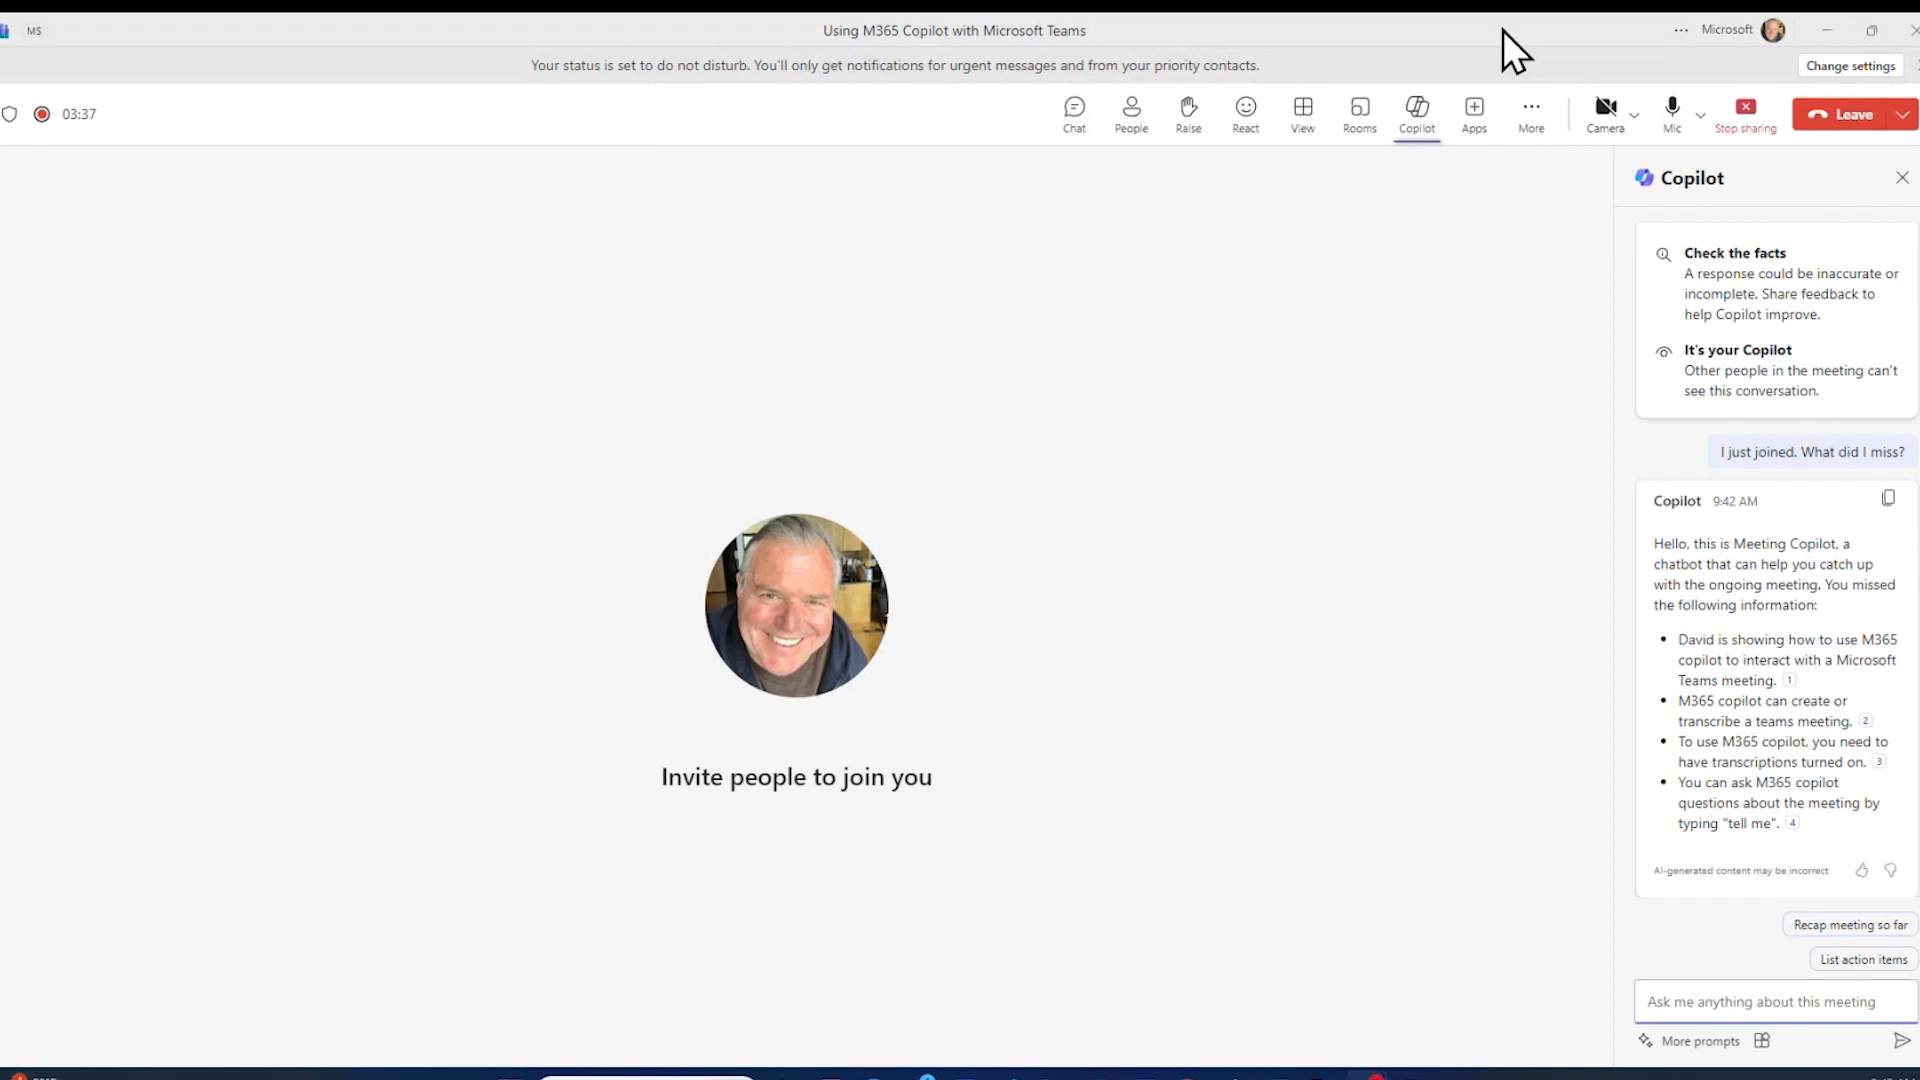 MS
Using M365 Copilot with Microsoft Teams
... Microsoft
Your status is set to do not disturb. You'll only get notifications for urgent messages and from your priority contacts.
Change settings
03:37
Chat
People
Raise
React
View
Rooms
Copilot
Apps
More
Camera
Mic
Stop sharing
Leave
Invite people to join you
Copilot
Check the facts
A response could be inaccurate or
incomplete. Share feedback to
help Copilot improve.
It's your Copilot
Other people in the meeting can't
see this conversation.
I just joined. What did I miss?
Copilot 9:42 AM
Hello, this is Meeting Copilot, a
chatbot that can help you catch up
with the ongoing meeting. You missed
the following information:
• David is showing how to use M365
copilot to interact with a Microsoft
Teams meeting. 1
• M365 copilot can create or
transcribe a teams meeting. 2
• To use M365 copilot, you need to
have transcriptions turned on. 3
• You can ask M365 copilot
questions about the meeting by
typing "tell me". 4
AI-generated content may be incorrect
Recap meeting so far
List action items
Ask me anything about this meeting
More prompts